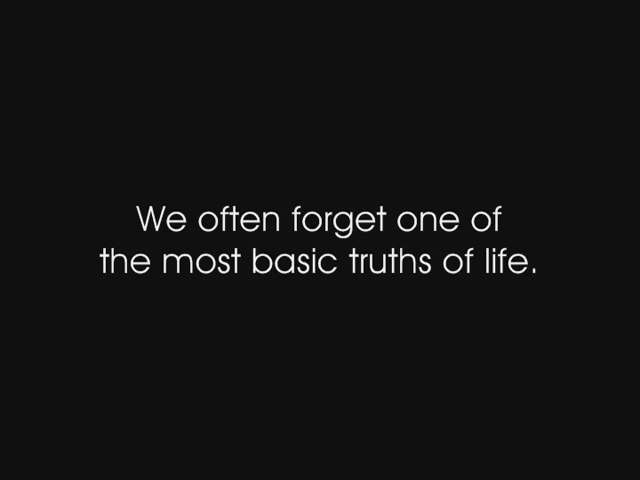 We often forget one of
the most basic truths of life.